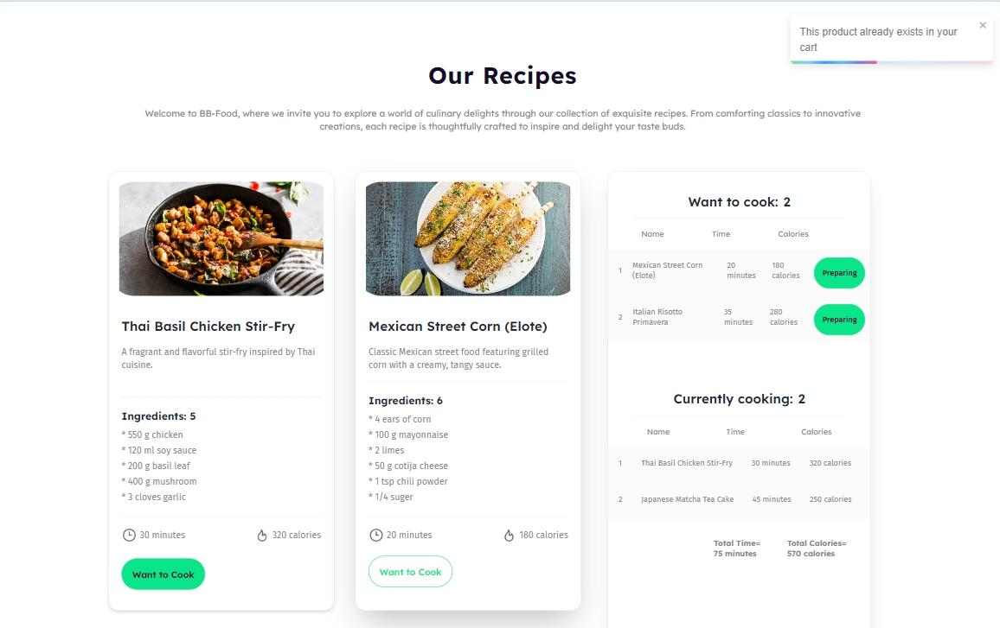 This product already exists in your
cart
×
Our Recipes
Welcome to BB-Food, where we invite you to explore a world of culinary delights through our collection of exquisite recipes. From comforting classics to innovative
creations, each recipe is thoughtfully crafted to inspire and delight your taste buds.
Thai Basil Chicken Stir-Fry
A fragrant and flavorful stir-fry inspired by Thai
cuisine.
Ingredients: 5
* 550 g chicken
* 120 ml soy sauce
* 200 g basil leaf
* 400 g mushroom
* 3 cloves garlic
30 minutes 320 calories
Want to Cook
Mexican Street Corn (Elote)
Classic Mexican street food featuring grilled
corn with a creamy, tangy sauce.
Ingredients: 6
* 4 ears of corn
* 100 g mayonnaise
* 2 limes
* 50 g cotija cheese
* 1 tsp chili powder
* 1/4 suger
20 minutes 180 calories
Want to Cook
Want to cook: 2
Name Time Calories
1 Mexican Street Corn 20 180 Preparing
(Elote) minutes calories
2 Italian Risotto 35 280 Preparing
Primavera minutes calories
Currently cooking: 2
Name Time Calories
1 Thai Basil Chicken Stir-Fry 30 minutes 320 calories
2 Japanese Matcha Tea Cake 45 minutes 250 calories
Total Time= Total Calories=
75 minutes 570 calories